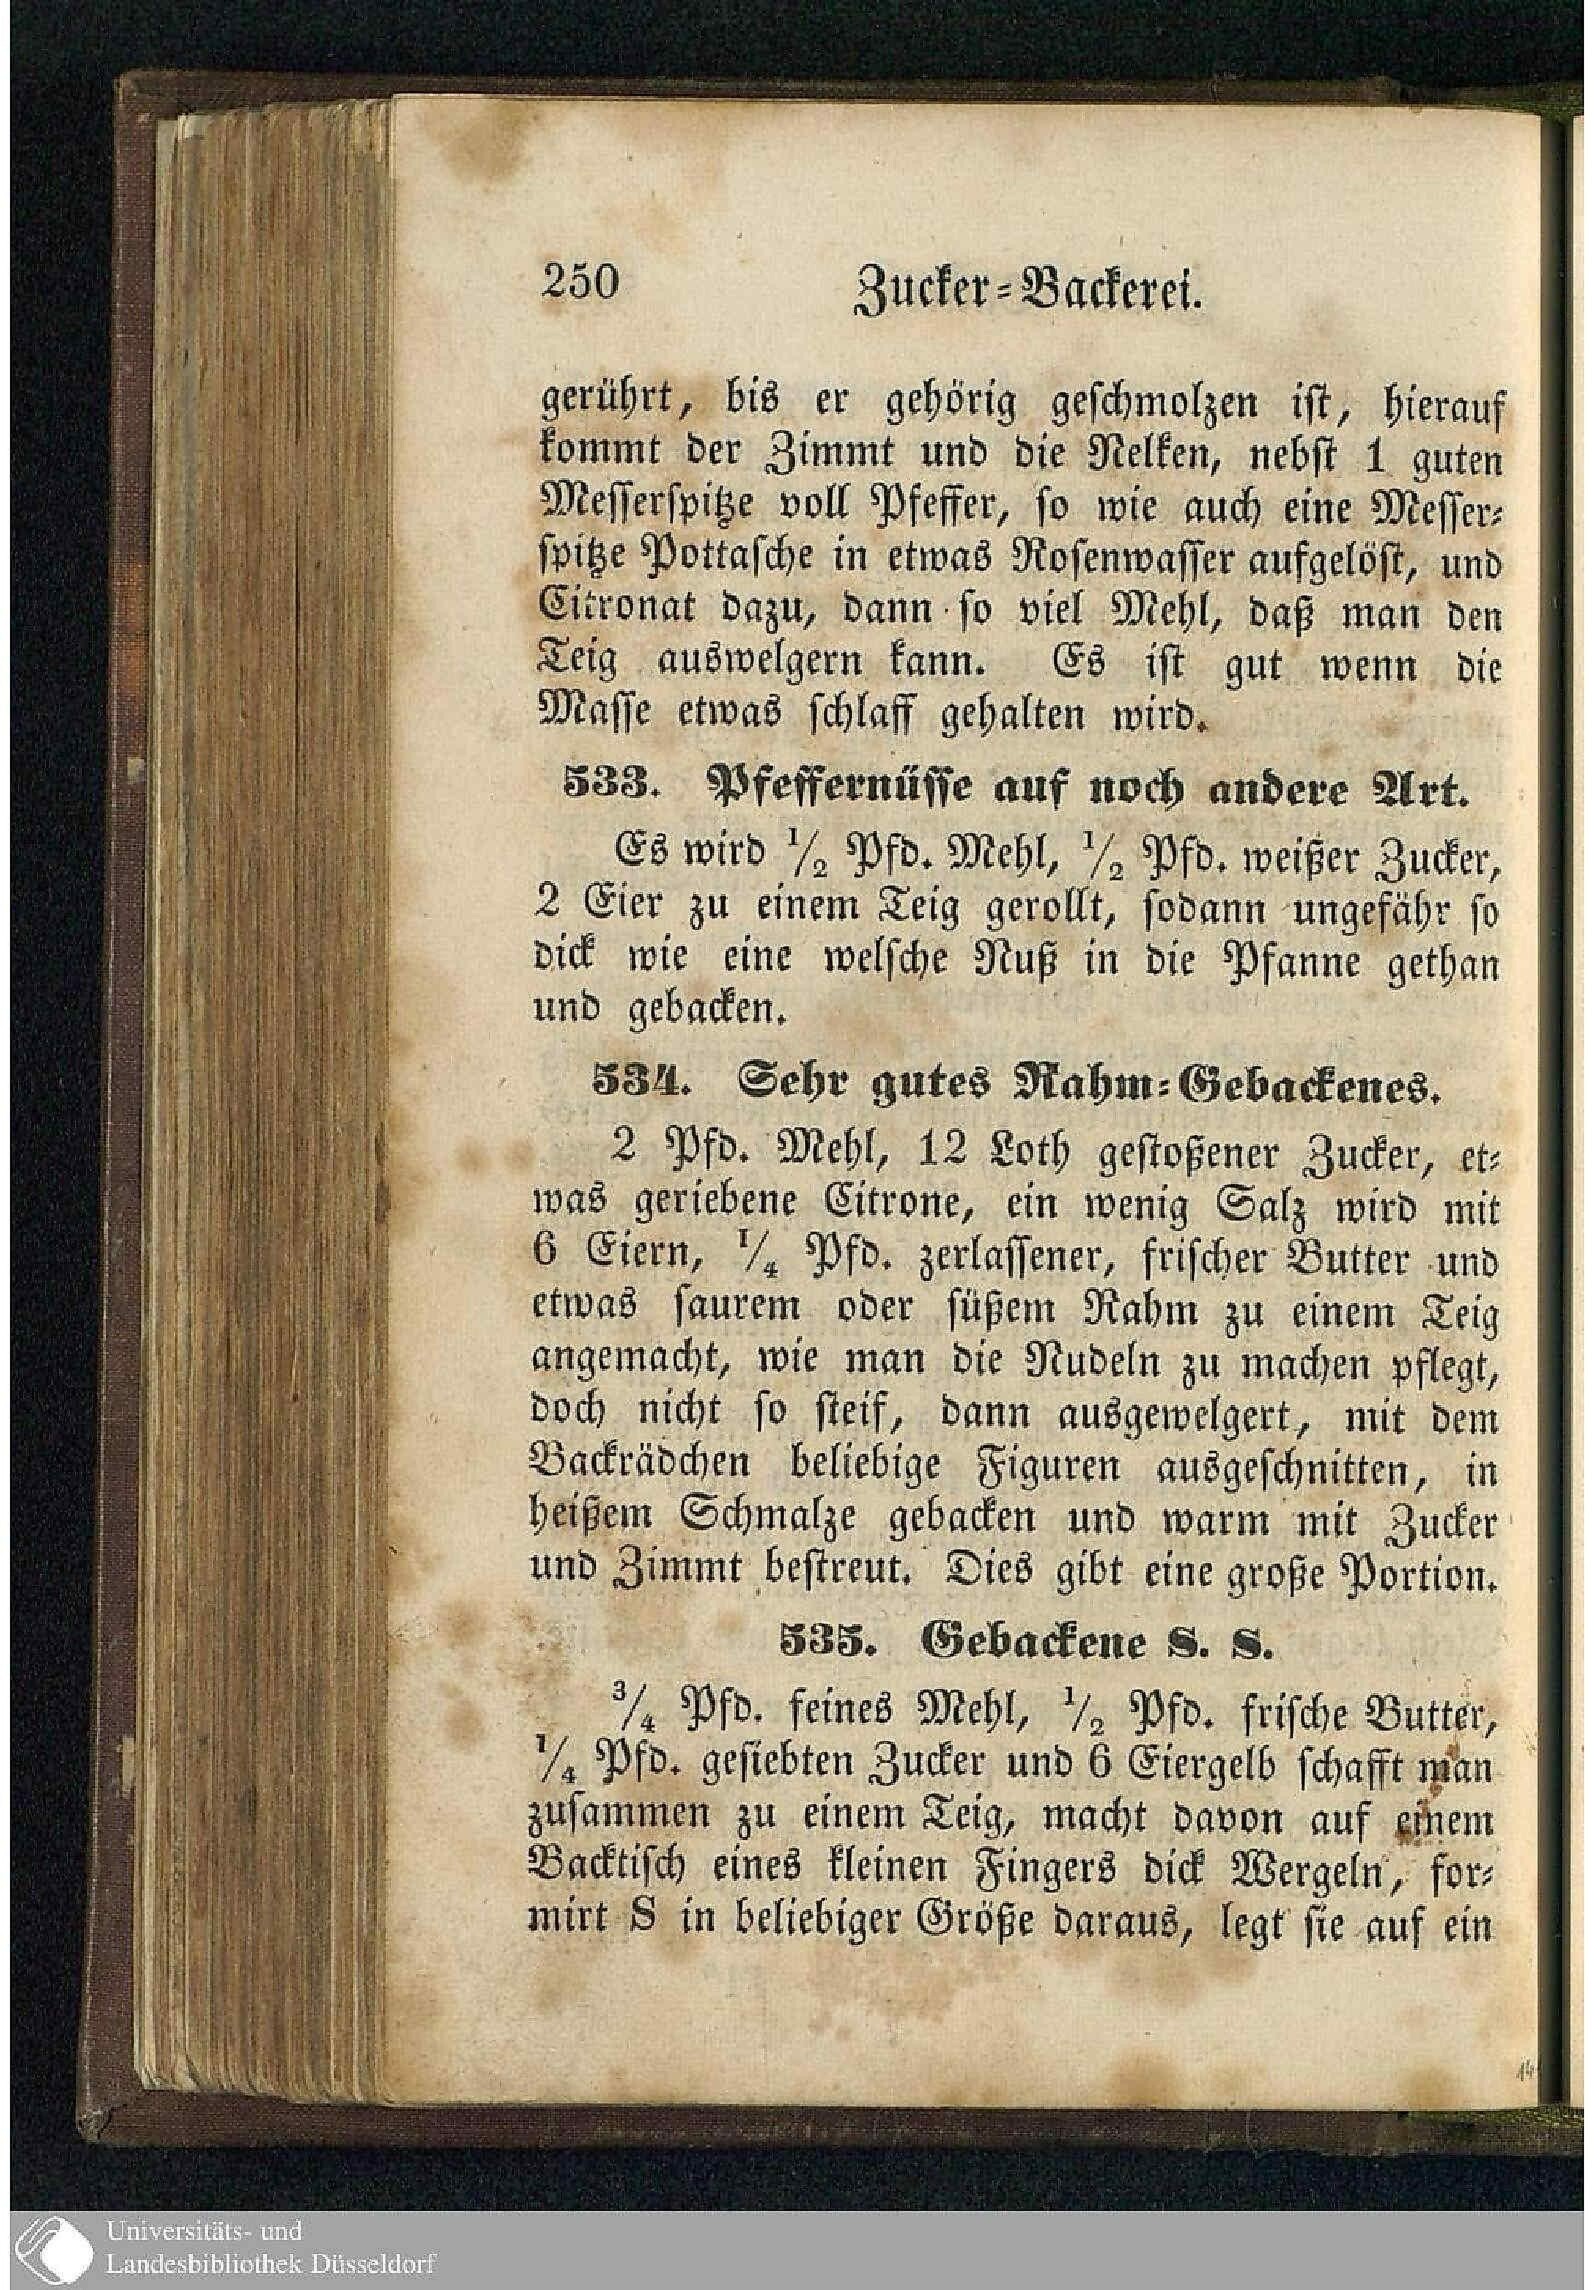 250
Zucker-Backerei.
gerührt, bis er gehörig geschmolzen ist, hierauf
kommt der Zimmt und die Nelken, nebst 1 guten
Messerspitze voll Pfeffer, so wie auch eine Messer-
spitze Pottasche in etwas Rosenwasser aufgelöst, und
Citronat dazu, dann so viel Mehl, daß man den
Teig auswelgern kann. Es ist gut wenn die
Masse etwas schlaff gehalten wird.
533. Pfeffernüsse auf noch andere Art.
Es wird 1/2 Pfd. Mehl, 1/2 Pfd. weißer Zucker,
2 Eier zu einem Teig gerollt, sodann ungefähr so
dick wie eine welsche Nuß in die Pfanne gethan
und gebacken.
534. Sehr gutes Rahm-Gebackenes.
2 Pfd. Mehl, 12 Loth gestoßener Zucker, et-
was geriebene Citrone, ein wenig Salz wird mit
6 Eiern, 1/4 Pfd. zerlassener, frischer Butter und
etwas saurem oder süßem Rahm zu einem Teig
angemacht, wie man die Nudeln zu machen pflegt,
doch nicht so steif, dann ausgewelgert, mit dem
Backrädchen beliebige Figuren ausgeschnitten, in
heißem Schmalze gebacken und warm mit Zucker
und Zimmt bestreut. Dies gibt eine große Portion.
535. Gebackene S. S.
3/4 Pfd. feines Mehl, 1/2 Pfd. frische Butter,
1/4 Pfd. gesiebten Zucker und 6 Eiergelb schafft man
zusammen zu einem Teig, macht davon auf einem
Backtisch eines kleinen Fingers dick Wergeln, for-
mirt S in beliebiger Größe daraus, legt sie auf ein
Universitäts- und
Landesbibliothek Düsseldorf